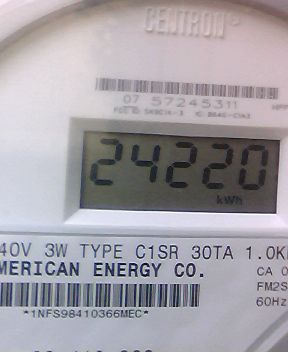 CENTRON
07 57245311
24220
kWh
40V 3W TYPE C1SR 30TA 1.0K
MERICAN ENERGY CO.
CA 0
FM2S
60Hz
*1NFS98410366MEC*